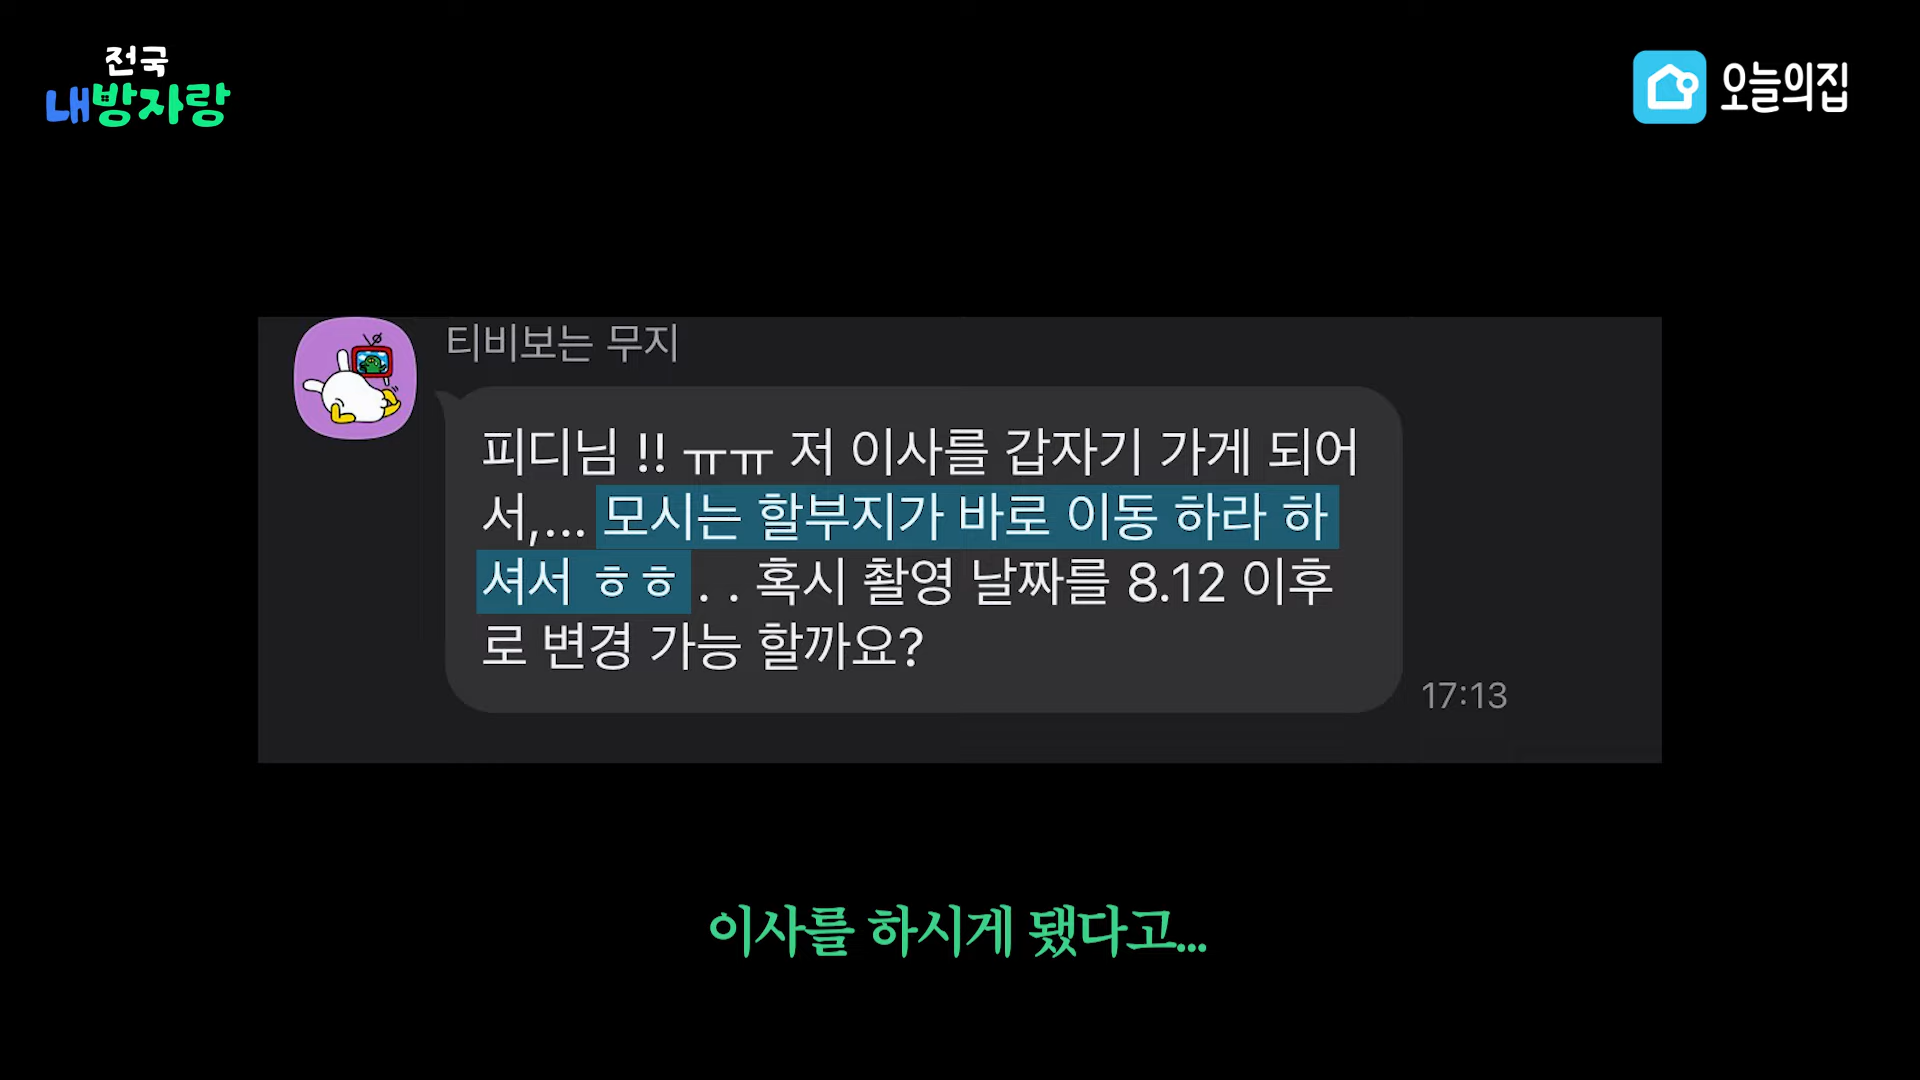 전국
내방자랑
오늘의집
티비보는 무지
피디님 !! ㅠㅠ 저 이사를 갑자기 가게 되어
서,... 모시는 할부지가 바로 이동 하라 하
셔서 ㅎㅎ . . 혹시 촬영 날짜를 8.12 이후
로 변경 가능 할까요?
17:13
이사를 하시게 됐다고...